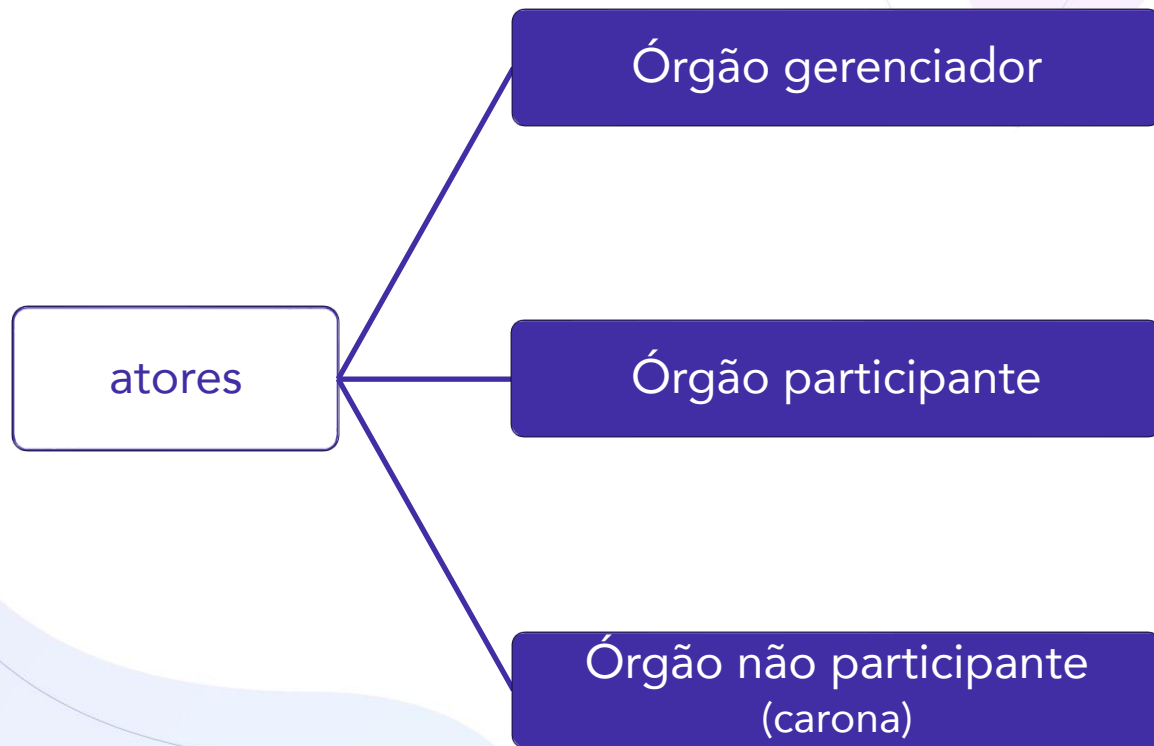 Órgão gerenciador
atores
Órgão participante
Órgão não participante
(carona)